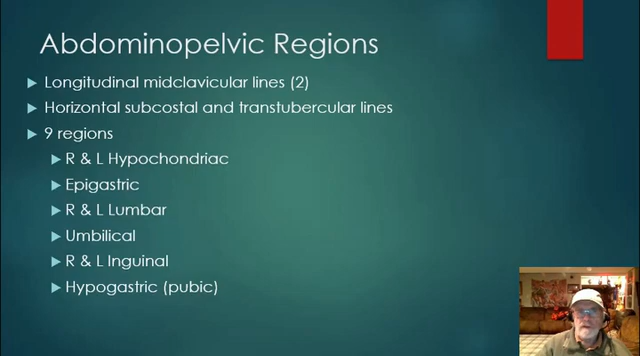 Abdominopelvic Regions
Longitudinal midclavicular lines (2)
Horizontal subcostal and transtubercular lines
9 regions
R & L Hypochondriac
Epigastric
R & L Lumbar
Umbilical
R & L Inguinal
Hypogastric (pubic)